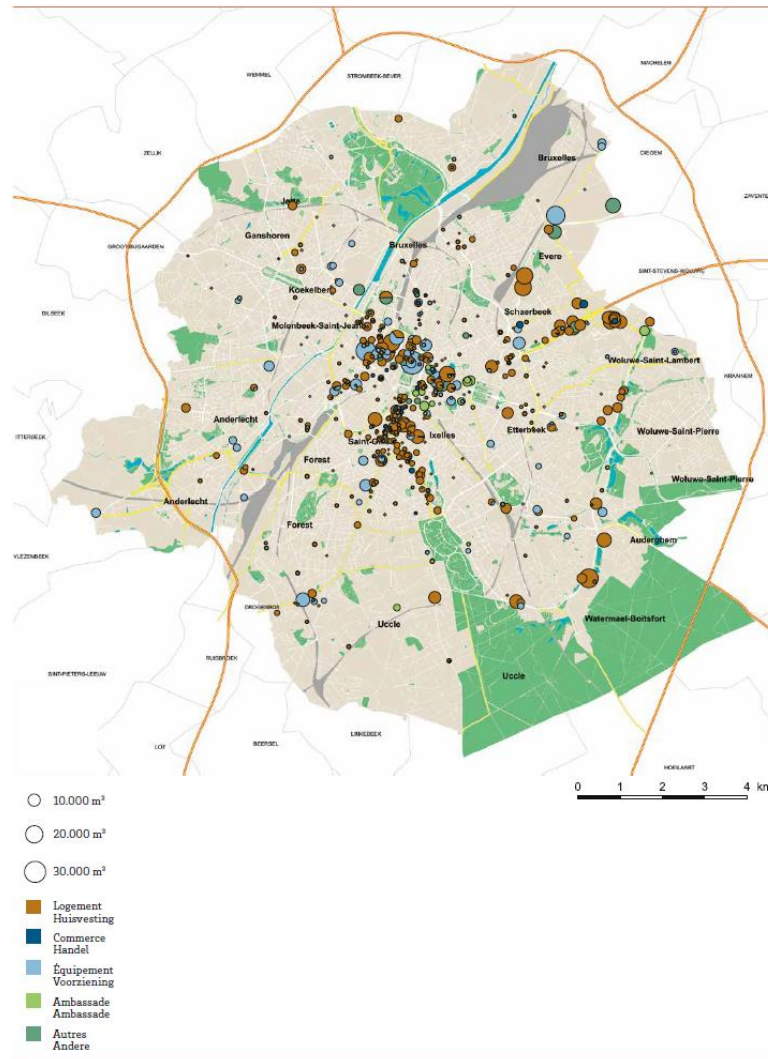 MACHELEN
WEMMEL
STROMBEEK-BEVER
ZELLIK
Bruxelles
DIEGEM
ZAVENTEM
Jette
Ganshoren
GROOT-BIJGAARDEN
Bruxelles
Evere
SINT-STEVENS-WOLUWE
Koekelberg
DILBEEK
Schaerbeek
Molenbeek-Saint-Jean
Woluwe-Saint-Lambert
KRAAINEM
Anderlecht
Etterbeek
Woluwe-Saint-Pierre
ITTERBEEK
Saint-Gilles
Ixelles
Forest
Woluwe-Saint-Pierre
Anderlecht
Forest
Auderghem
VLEZENBEEK
DROGENBOS
Uccle
Watermael-Boitsfort
RUISBROEK
SINT-PIETERS-LEEUW
Uccle
LINKEBEEK
LOT
BEERSEL
HOEILAART
0 1 2 3 4 km
10.000 m²
20.000 m²
30.000 m²
Logement
Huisvesting
Commerce
Handel
Équipement
Voorziening
Ambassade
Ambassade
Autres
Andere